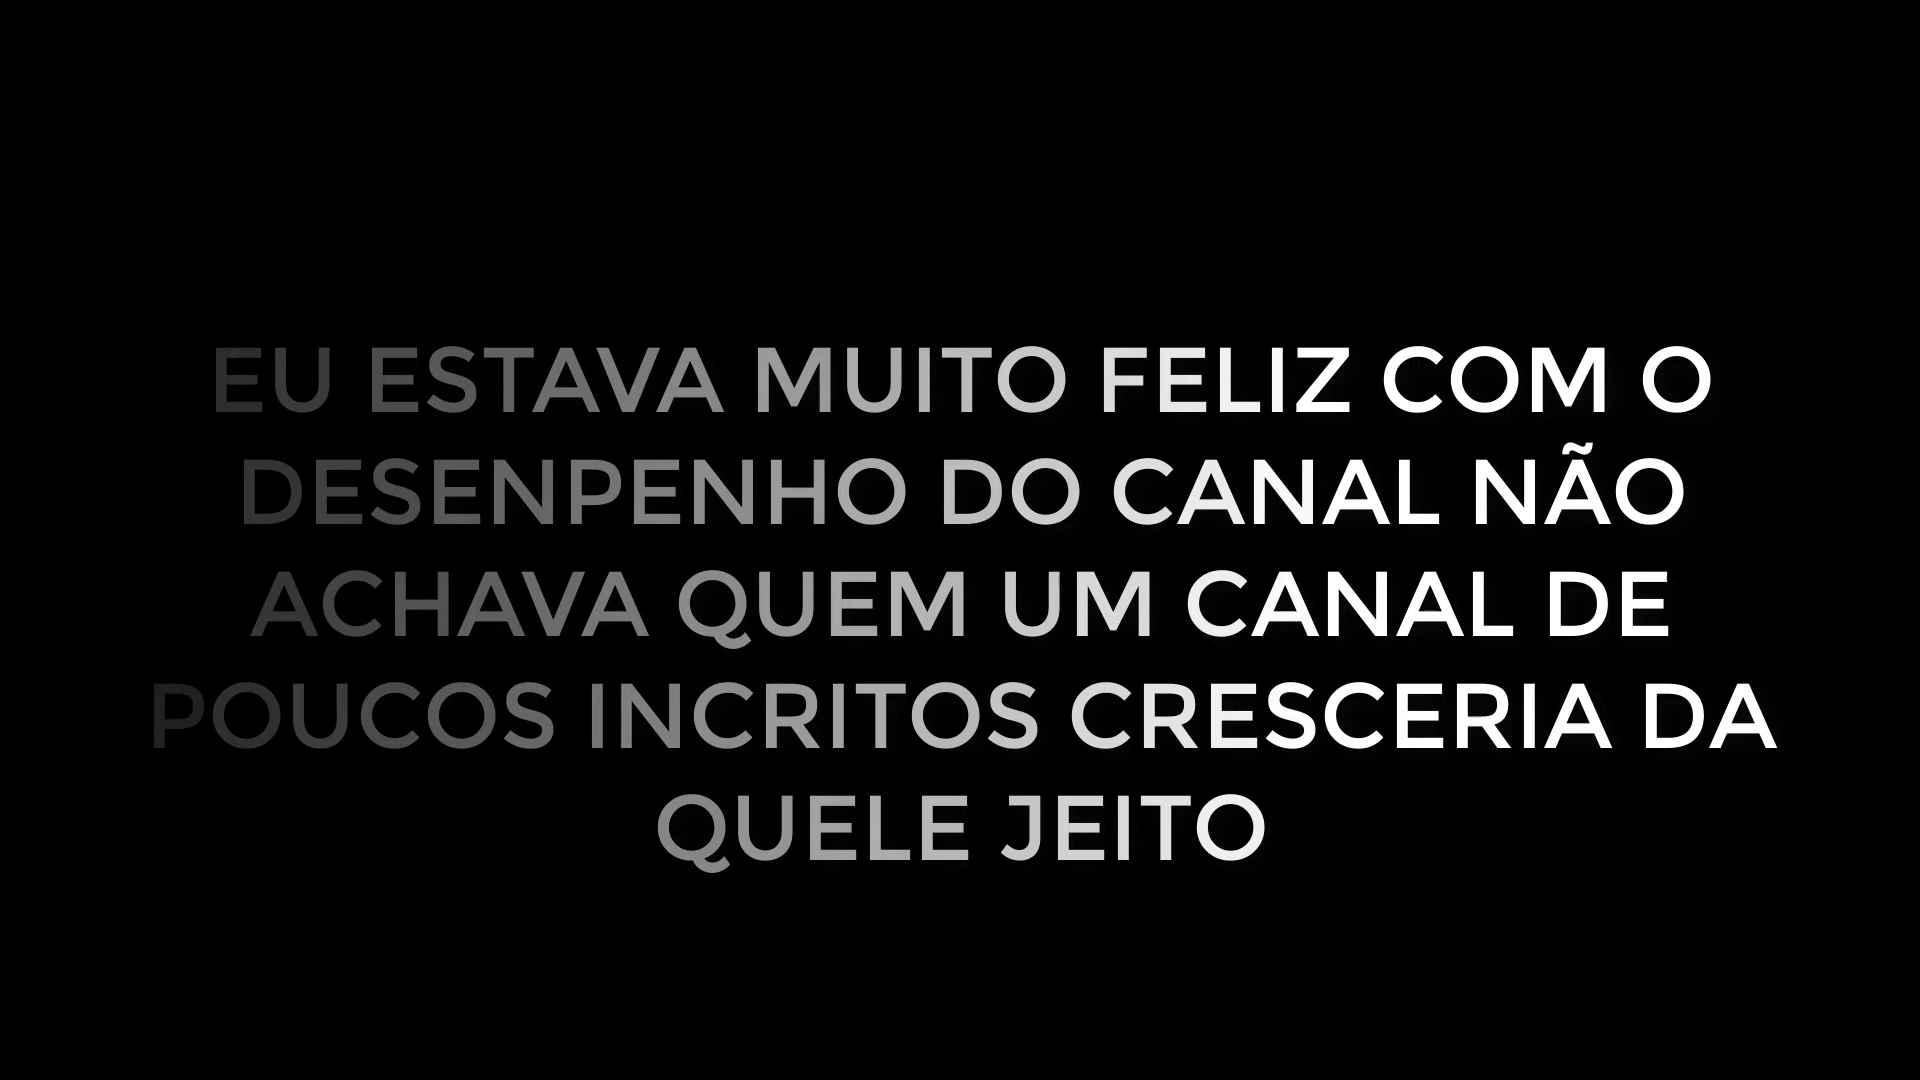 EU ESTAVA MUITO FELIZ COM O
DESENPENHO DO CANAL NÃO
ACHAVA QUEM UM CANAL DE
POUCOS INCRITOS CRESCERIA DA
QUELE JEITO